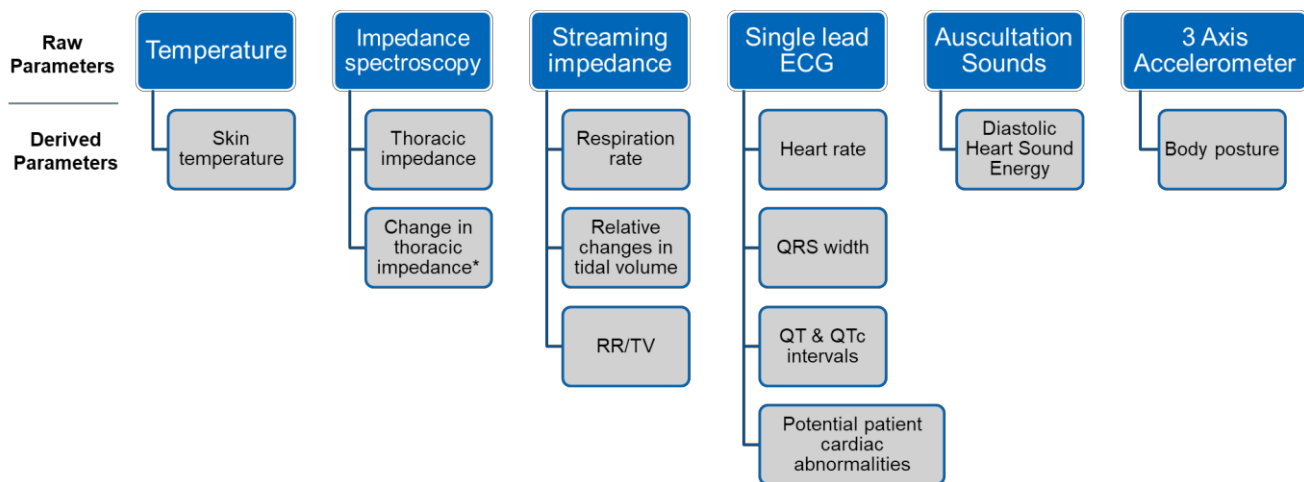 Raw
Parameters
Temperature
Impedance
spectroscopy
Streaming
impedance
Single lead
ECG
Auscultation
Sounds
3 Axis
Accelerometer
Derived
Parameters
Skin
temperature
Thoracic
impedance
Change in
thoracic
impedance*
Respiration
rate
Relative
changes in
tidal volume
RR/TV
Heart rate
QRS width
QT & QTc
intervals
Potential patient
cardiac
abnormalities
Diastolic
Heart Sound
Energy
Body posture